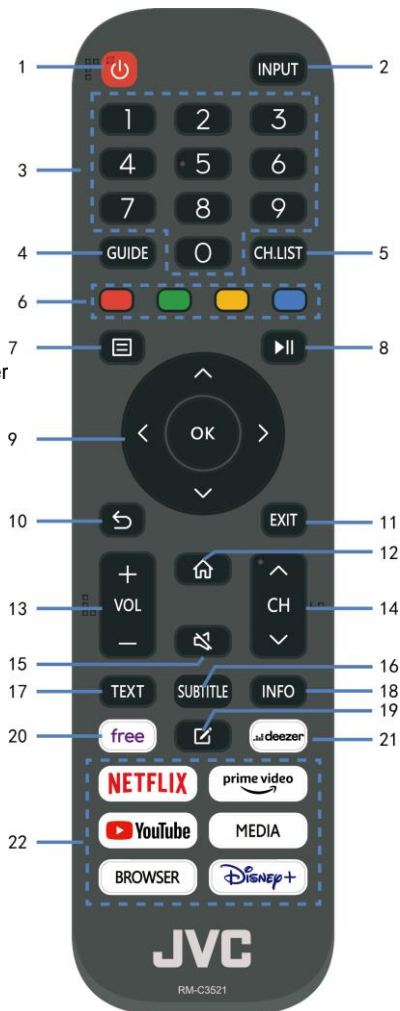 1 2
INPUT
1 2 3
3 4 5 6
7 8 9
4 GUIDE 0 CH.LIST 5
6
7 8
er
9 OK
10 EXIT 11
12
+
13 VOL CH 14
−
15 16
17 TEXT SUBTITLE INFO 18
19
20 free deezer 21
NETFLIX prime video
22 YouTube MEDIA
BROWSER Disney+
JVC
RM-C3521